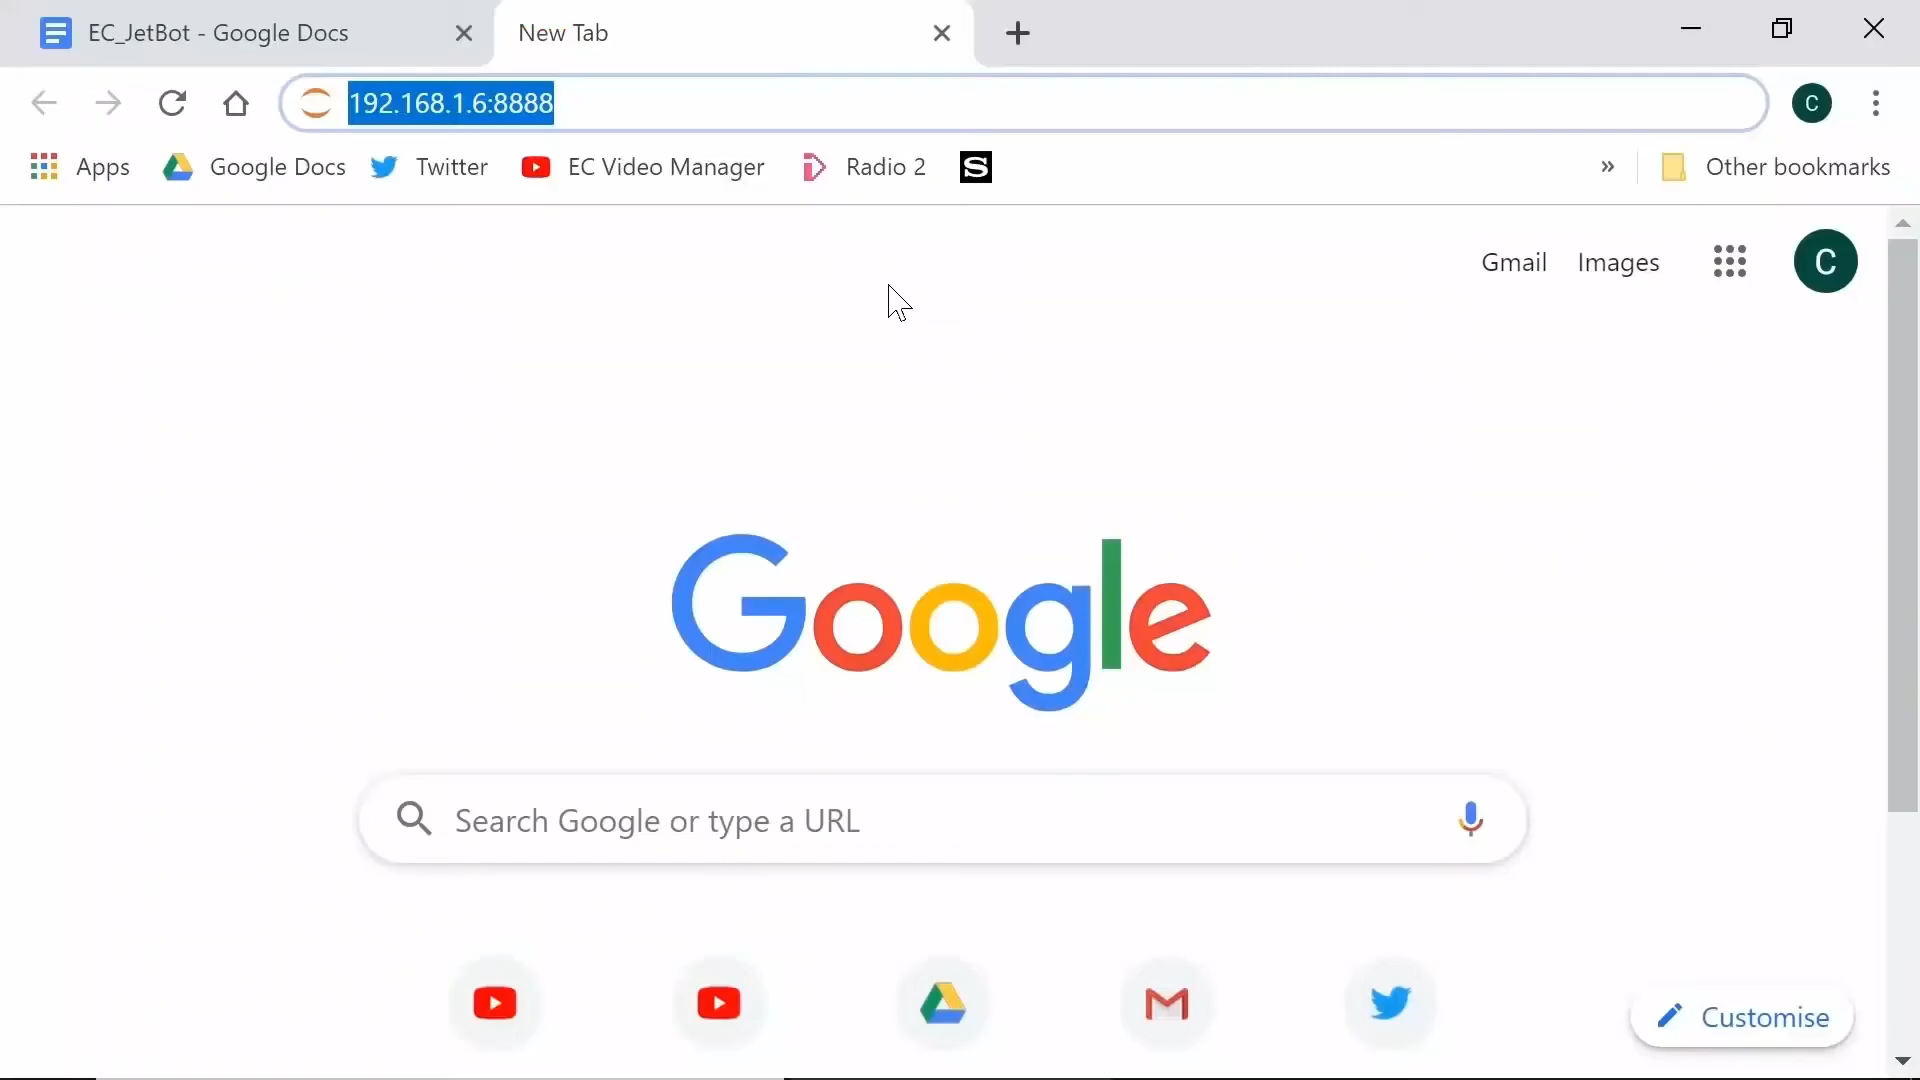 EC_JetBot - Google Docs
New Tab
192.168.1.6:8888
C
Apps
Google Docs
Twitter
EC Video Manager
Radio 2
S
»
Other bookmarks
Gmail
Images
C
Google
Search Google or type a URL
Customise